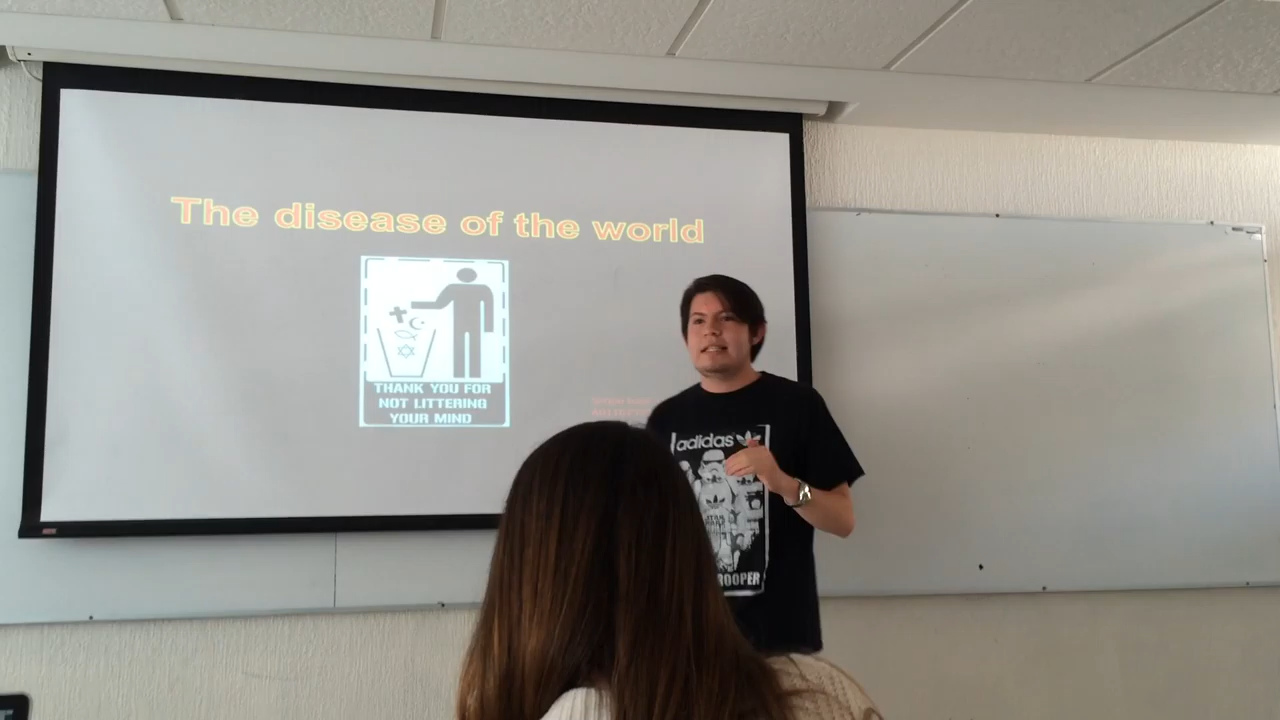 The disease of the world
THANK YOU FOR
NOT LITTERING
YOUR MIND
adidas
ROOPER